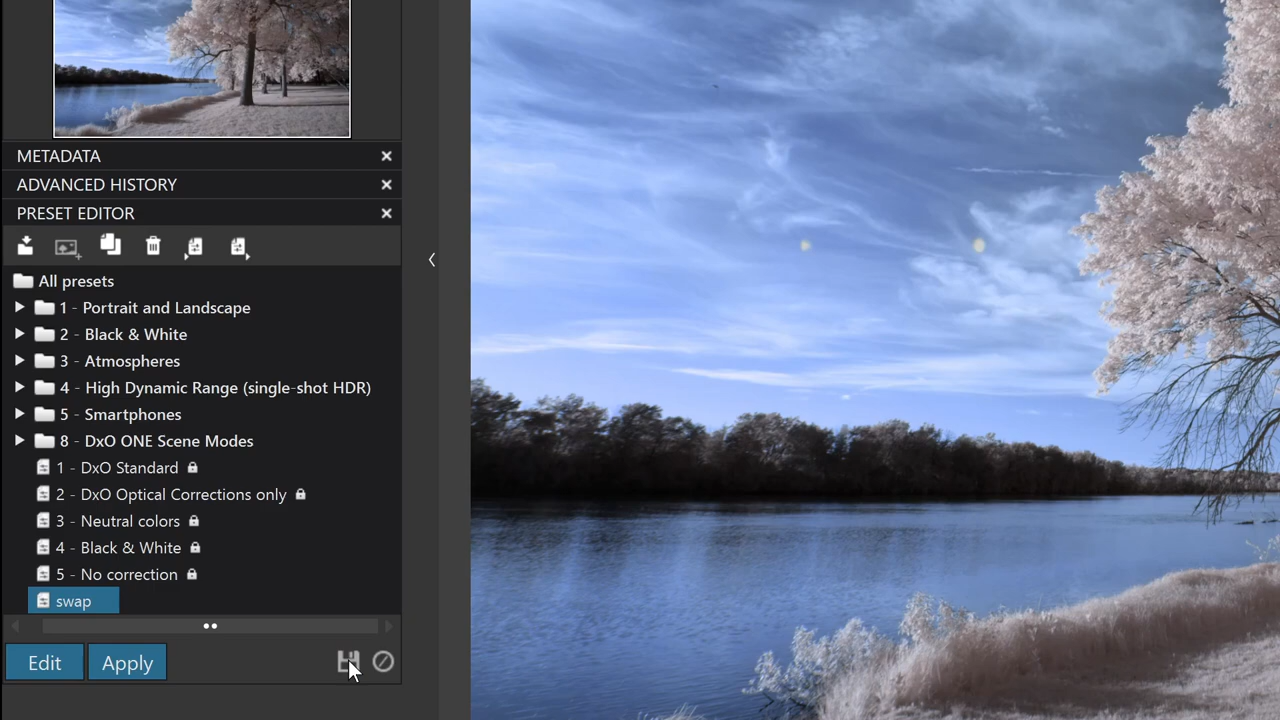 METADATA
ADVANCED HISTORY
PRESET EDITOR
All presets
1 - Portrait and Landscape
2 - Black & White
3 - Atmospheres
4 - High Dynamic Range (single-shot HDR)
5 - Smartphones
8 - DxO ONE Scene Modes
1 - DxO Standard
2 - DxO Optical Corrections only
3 - Neutral colors
4 - Black & White
5 - No correction
swap
Edit Apply